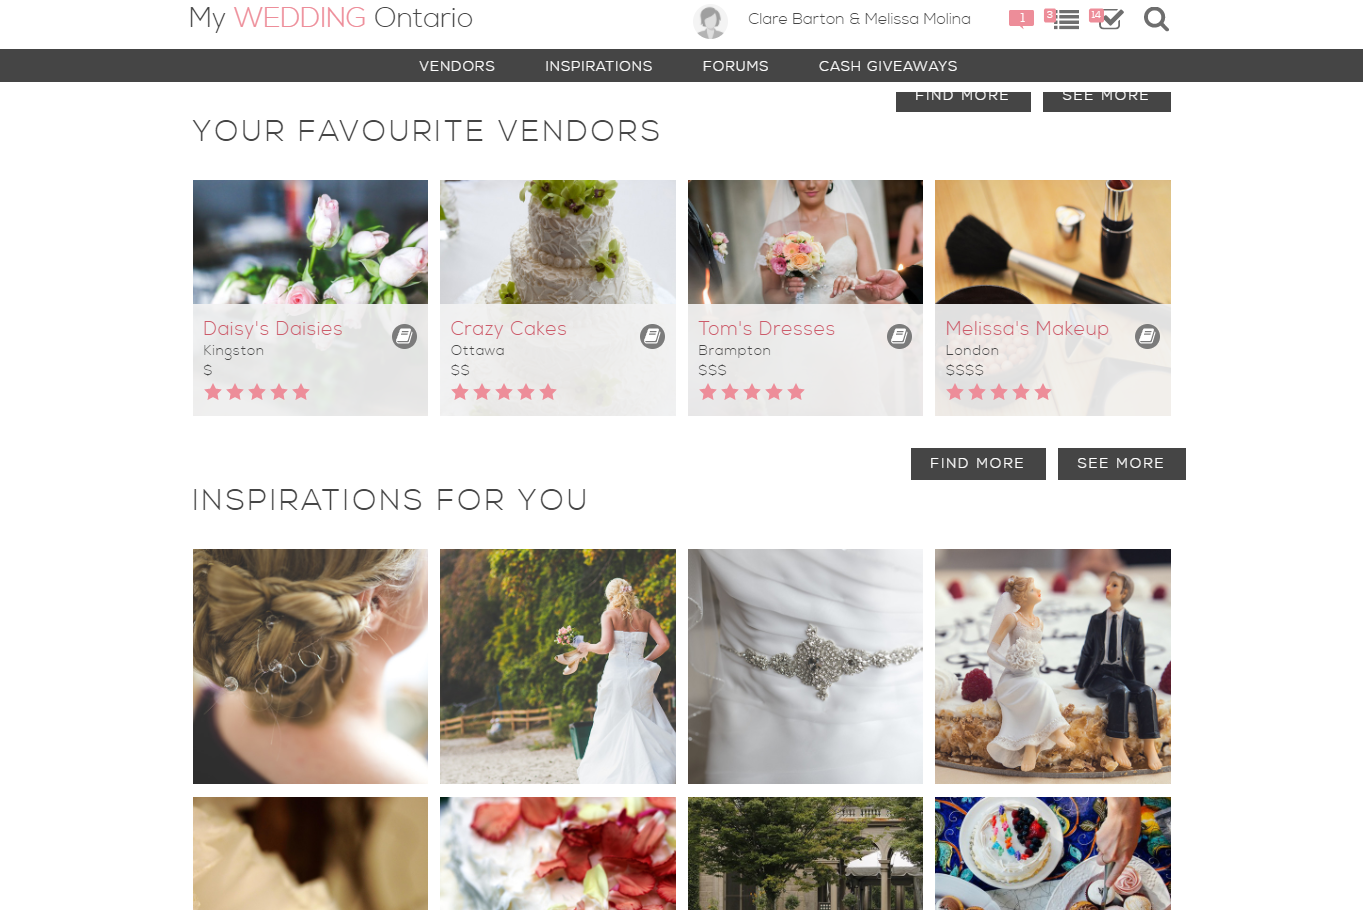 My WEDDING Ontario
Clare Barton & Melissa Molina
1
3
14
VENDORS
INSPIRATIONS
FORUMS
CASH GIVEAWAYS
FIND MORE
SEE MORE
YOUR FAVOURITE VENDORS
Daisy's Daisies
Kingston
$
Crazy Cakes
Ottawa
$$
Tom's Dresses
Brampton
$$$
Melissa's Makeup
London
$$$$
FIND MORE
SEE MORE
INSPIRATIONS FOR YOU